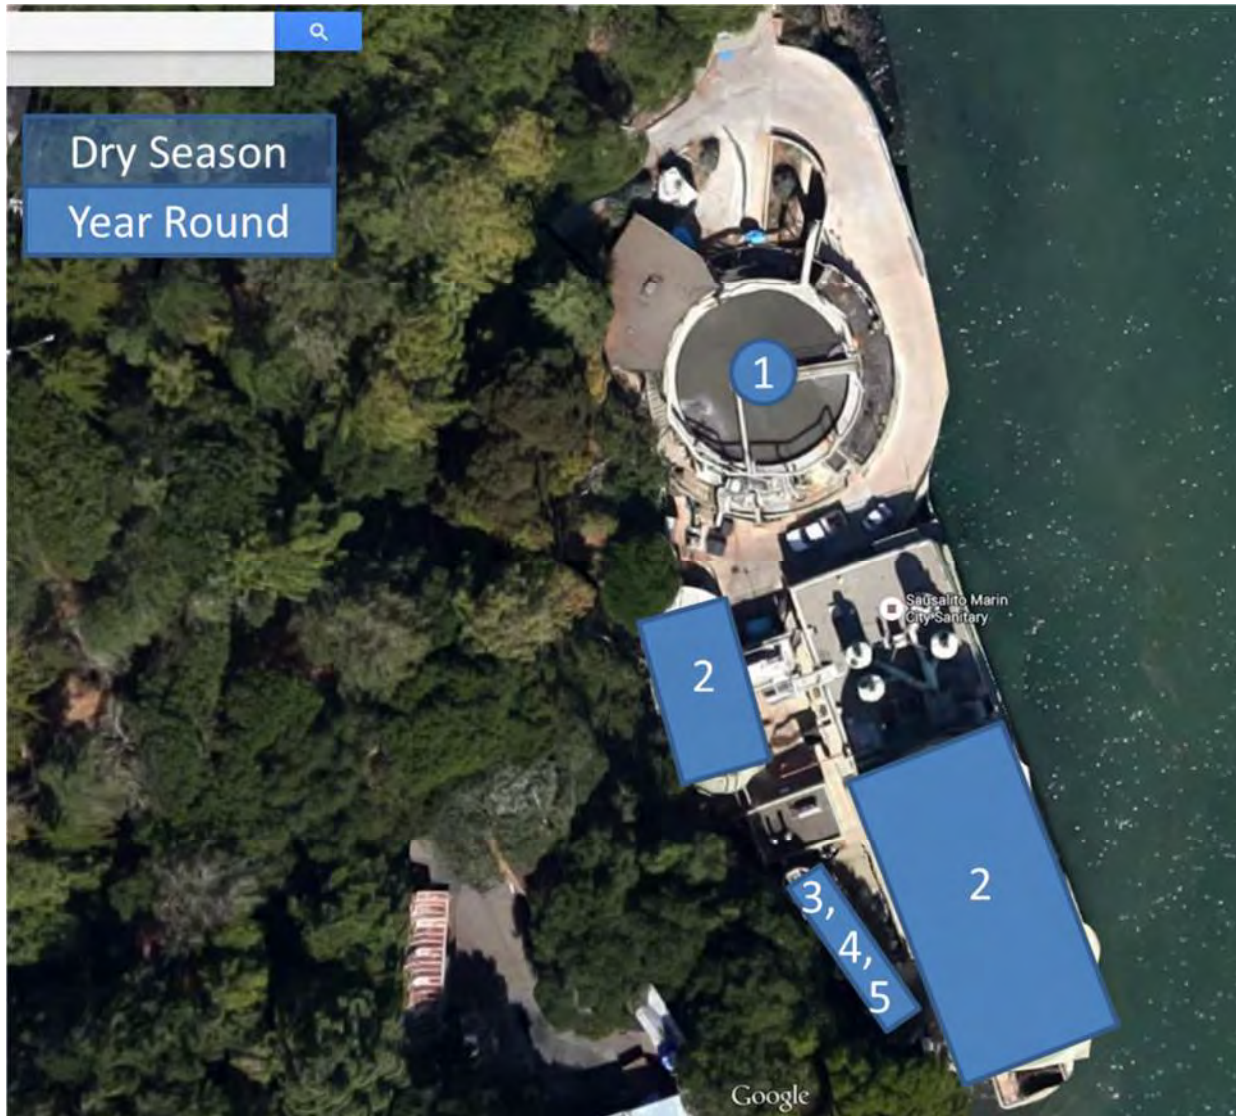 Dry Season
Year Round
1
Sausalito Marin
City Sanitary
2
2
3,
4,
5
Google